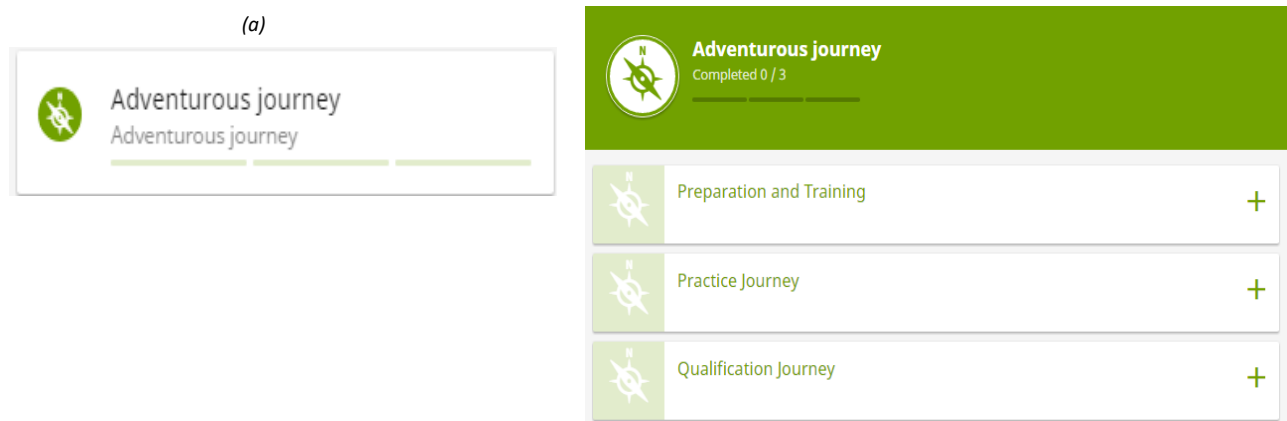 (a)
Adventurous journey
Adventurous journey
N
Adventurous journey
Completed 0 / 3
N
Preparation and Training
+
N
Practice Journey
+
N
Qualification Journey
+